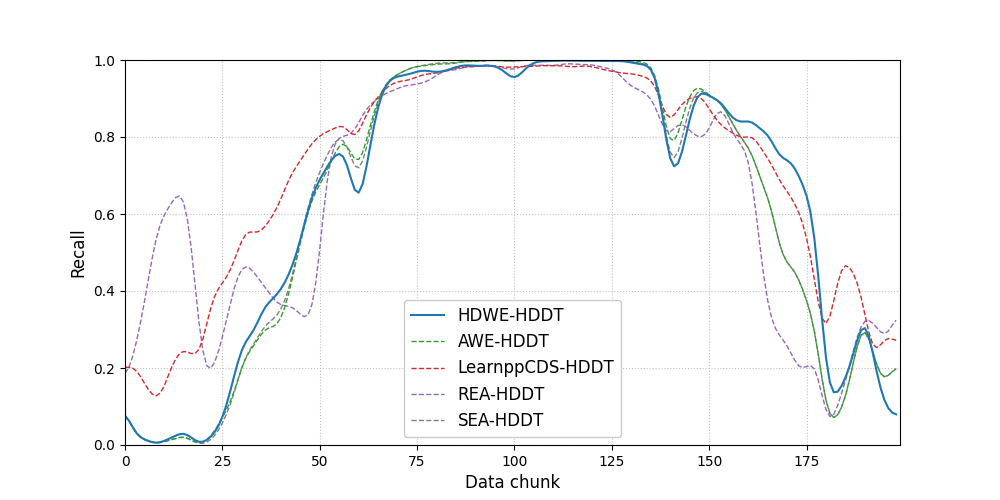 1.0
0.8
0.6
0.4
0.2
0.0
Recall
HDWE-HDDT
AWE-HDDT
LearnppCDS-HDDT
REA-HDDT
SEA-HDDT
0 25 50 75 100 125 150 175
Data chunk